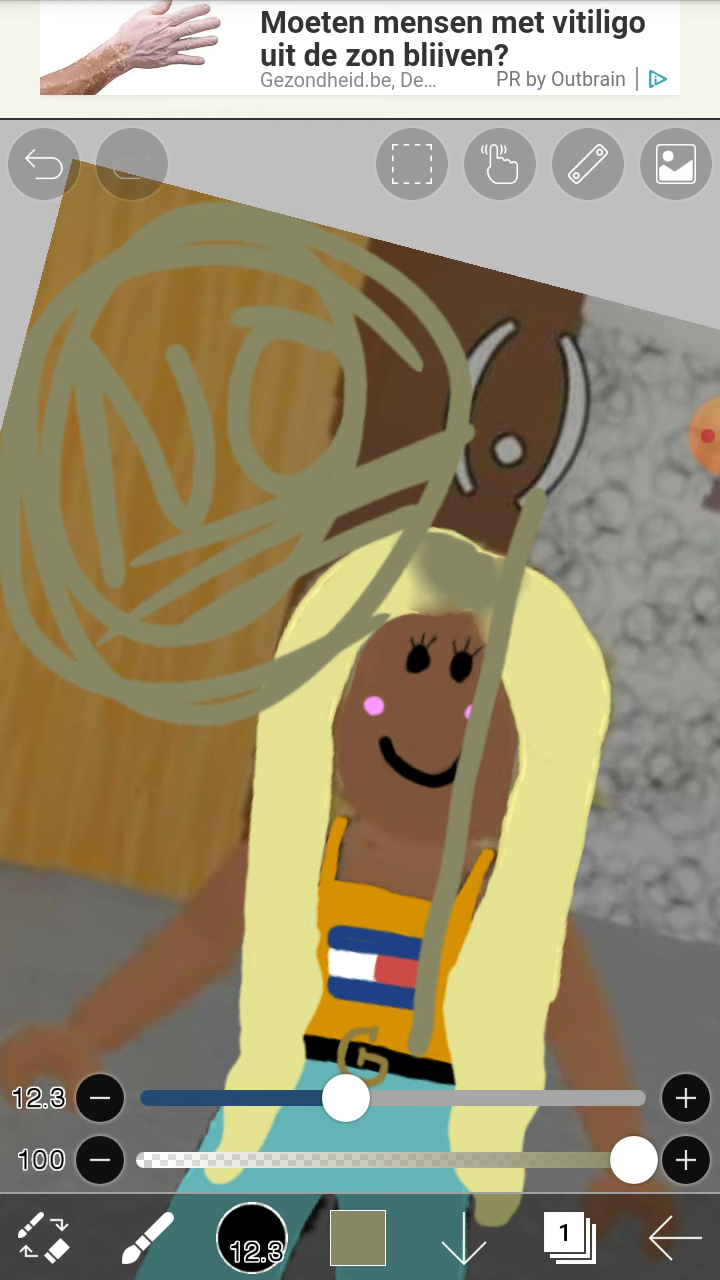 Moeten mensen met vitiligo
uit de zon blijven?
Gezondheid.be, De...
PR by Outbrain
NO
G
12.3
100
12.3
1